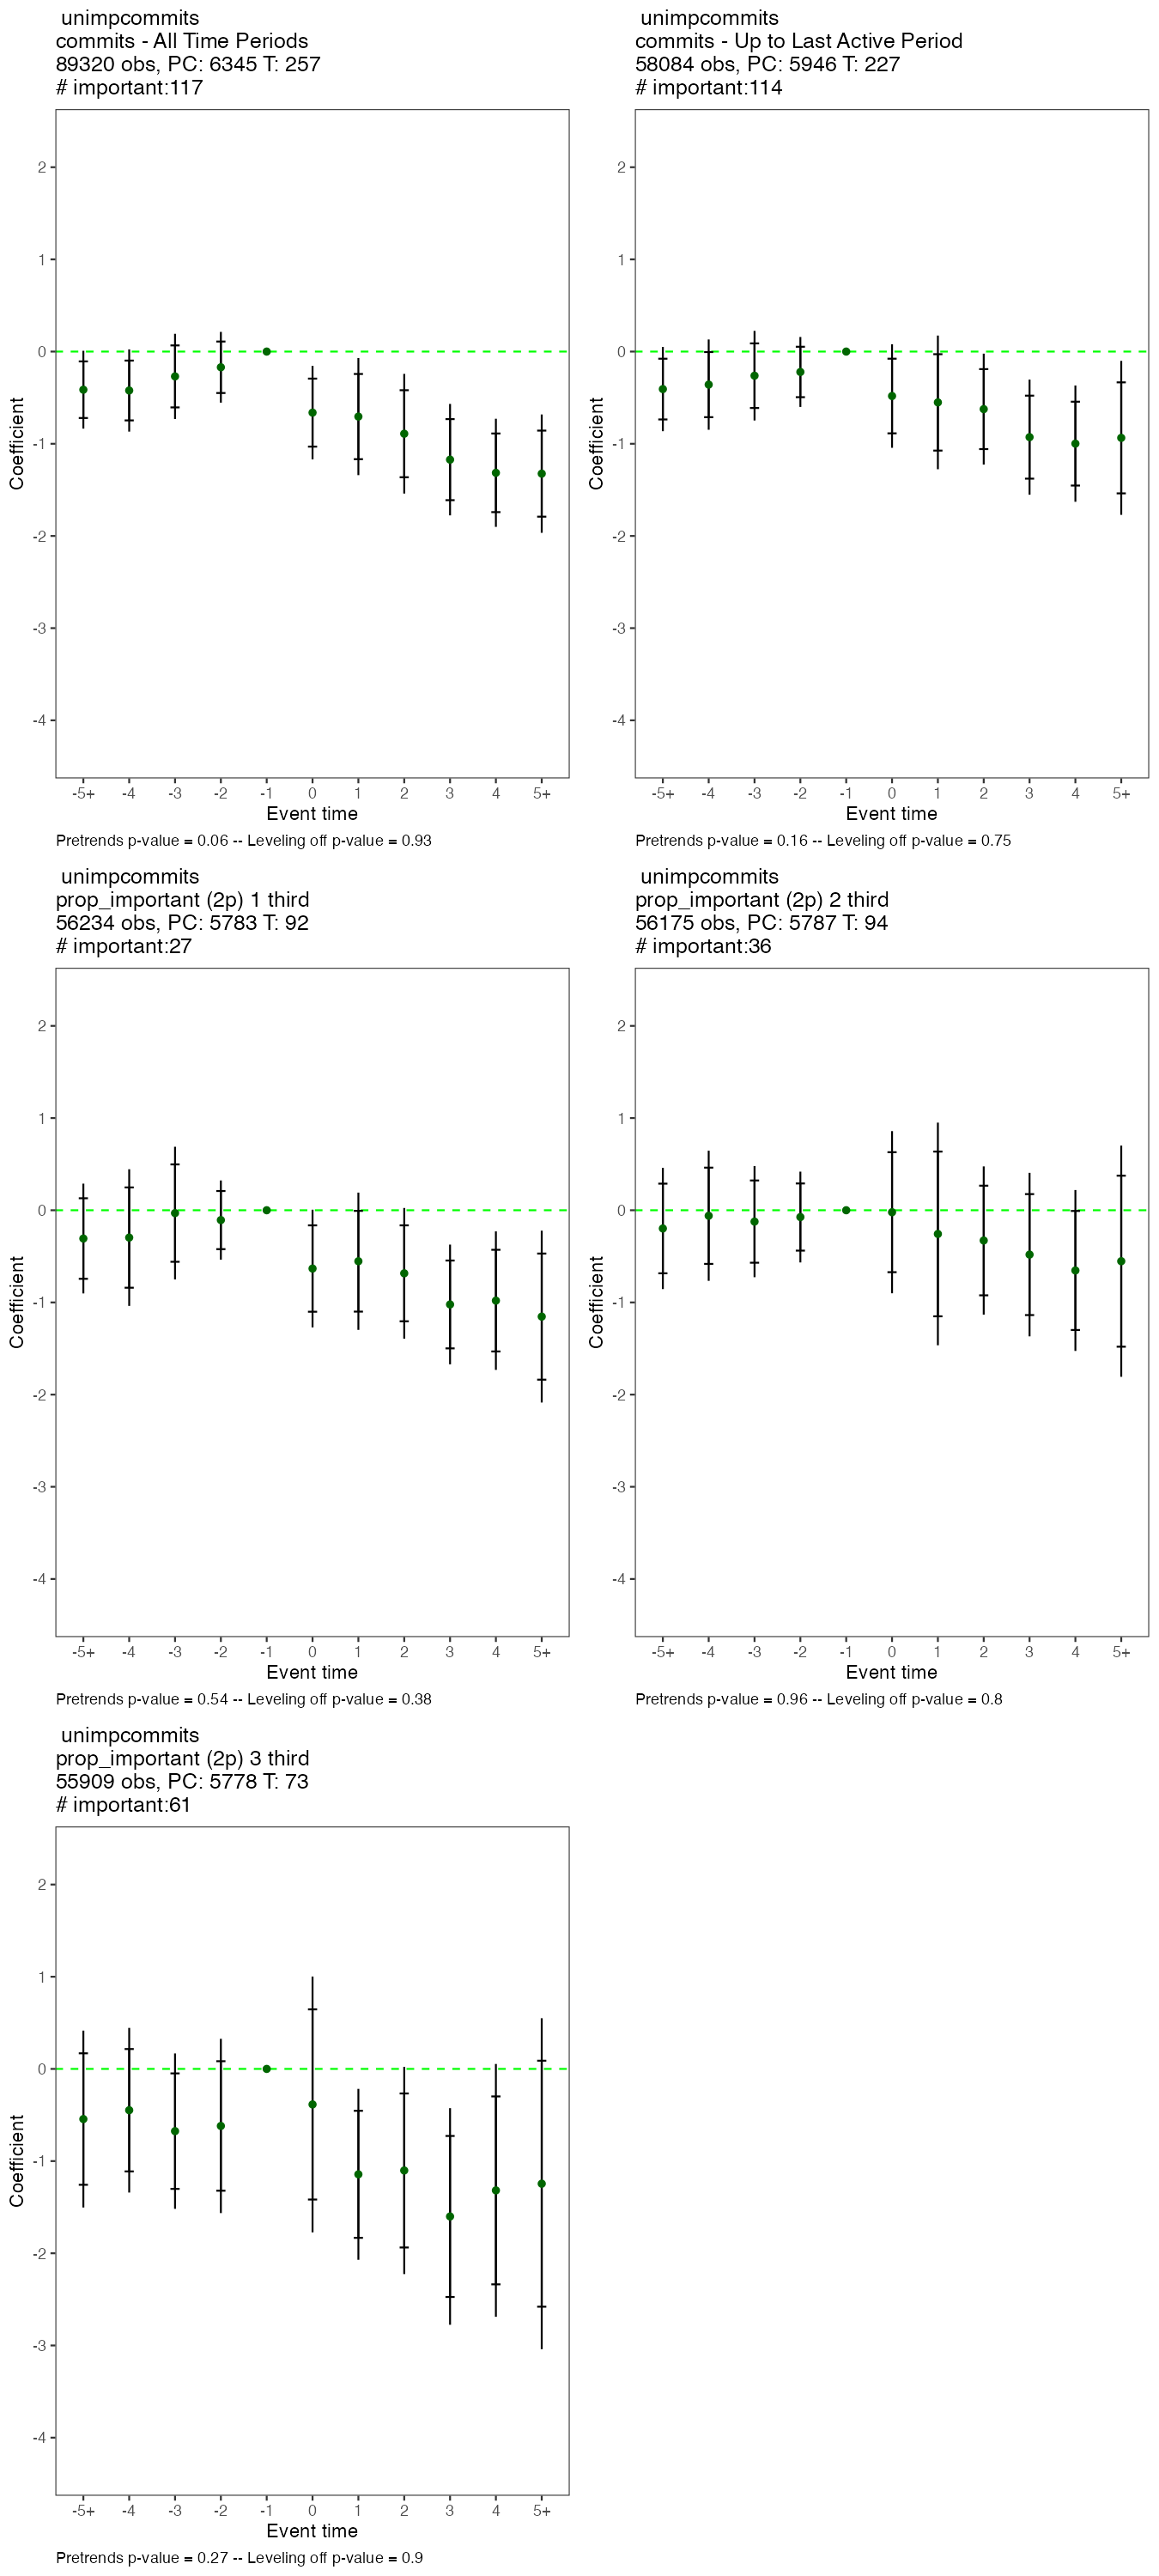 unimpcommits
commits - All Time Periods
89320 obs, PC: 6345 T: 257
# important:117
2
1
0
-1
-2
-3
-4
Coefficient
-5+ -4 -3 -2 -1 0 1 2 3 4 5+
Event time
Pretrends p-value = 0.06 -- Leveling off p-value = 0.93
unimpcommits
commits - Up to Last Active Period
58084 obs, PC: 5946 T: 227
# important:114
2
1
0
-1
-2
-3
-4
Coefficient
-5+ -4 -3 -2 -1 0 1 2 3 4 5+
Event time
Pretrends p-value = 0.16 -- Leveling off p-value = 0.75
unimpcommits
prop_important (2p) 1 third
56234 obs, PC: 5783 T: 92
# important:27
2
1
0
-1
-2
-3
-4
Coefficient
-5+ -4 -3 -2 -1 0 1 2 3 4 5+
Event time
Pretrends p-value = 0.54 -- Leveling off p-value = 0.38
unimpcommits
prop_important (2p) 2 third
56175 obs, PC: 5787 T: 94
# important:36
2
1
0
-1
-2
-3
-4
Coefficient
-5+ -4 -3 -2 -1 0 1 2 3 4 5+
Event time
Pretrends p-value = 0.96 -- Leveling off p-value = 0.8
unimpcommits
prop_important (2p) 3 third
55909 obs, PC: 5778 T: 73
# important:61
2
1
0
-1
-2
-3
-4
Coefficient
-5+ -4 -3 -2 -1 0 1 2 3 4 5+
Event time
Pretrends p-value = 0.27 -- Leveling off p-value = 0.9